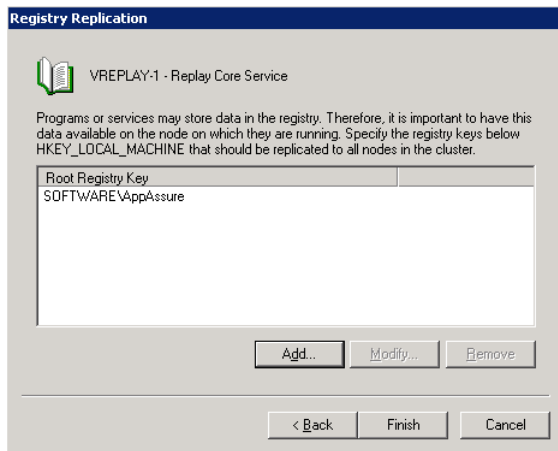 Registry Replication
VREPLAY-1 - Replay Core Service
Programs or services may store data in the registry. Therefore, it is important to have this
data available on the node on which they are running. Specify the registry keys below
HKEY_LOCAL_MACHINE that should be replicated to all nodes in the cluster.
Root Registry Key
SOFTWARE\AppAssure
Add...
Modify...
Remove
< Back
Finish
Cancel